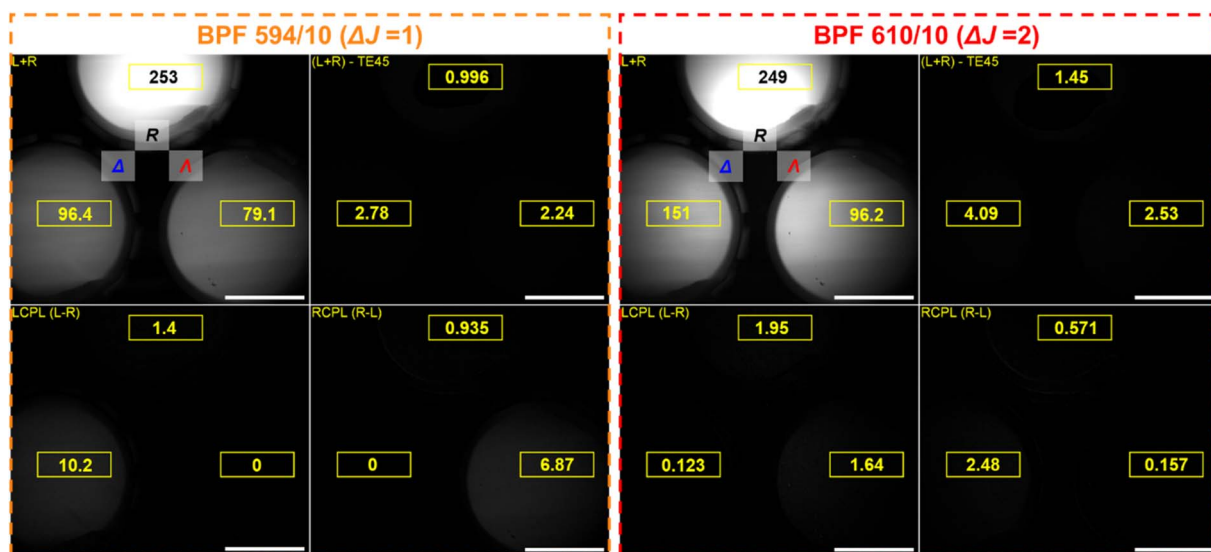 BPF 594/10 (ΔJ =1)
L+R
253
R
Δ
Λ
96.4
79.1
(L+R) - TE45
0.996
2.78
2.24
LCPL (L-R)
1.4
10.2
0
RCPL (R-L)
0.935
0
6.87
BPF 610/10 (ΔJ =2)
L+R
249
R
Δ
Λ
151
96.2
(L+R) - TE45
1.45
4.09
2.53
LCPL (L-R)
1.95
0.123
1.64
RCPL (R-L)
0.571
2.48
0.157